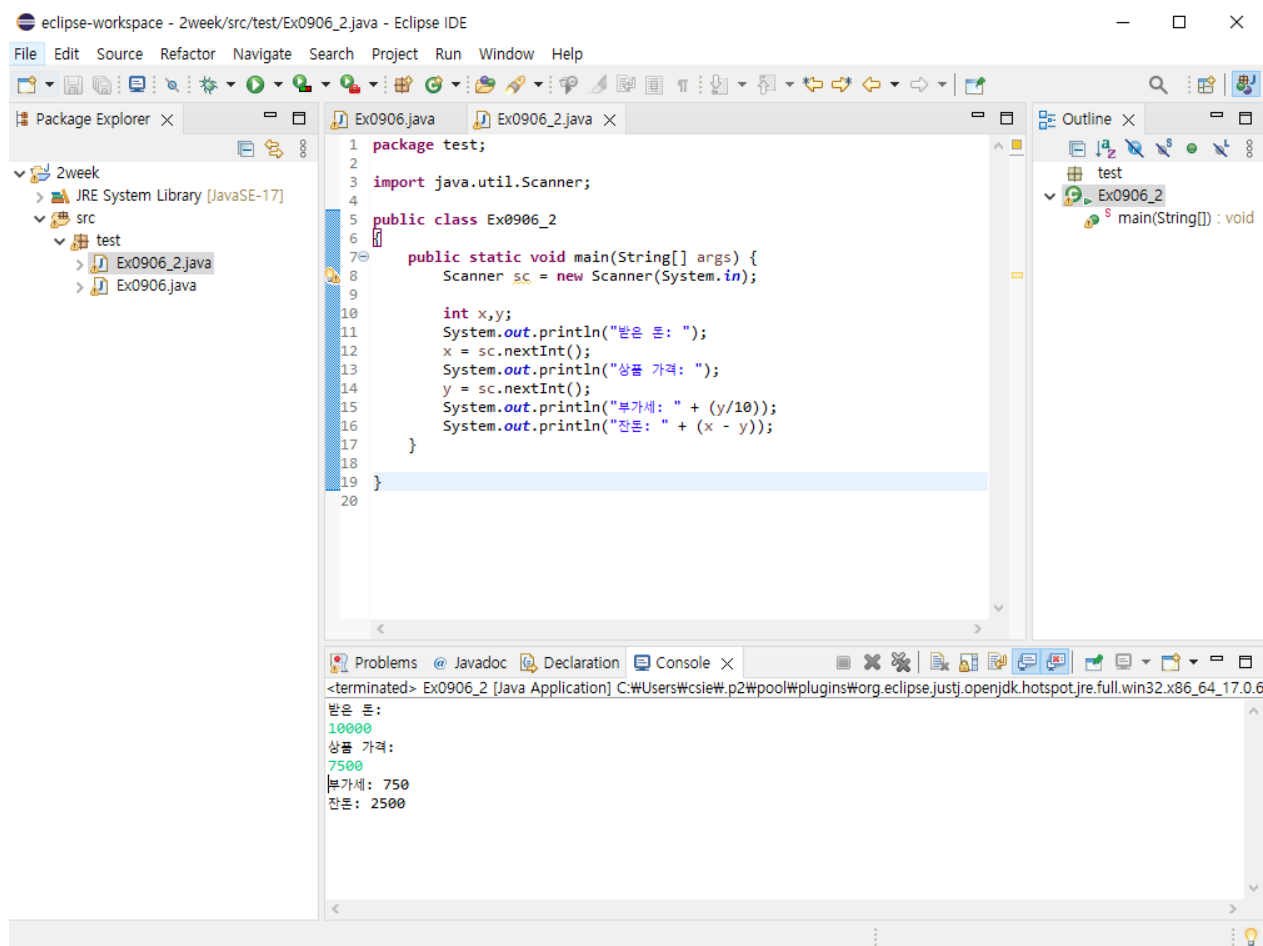 eclipse-workspace - 2week/src/test/Ex0906_2.java - Eclipse IDE
File Edit Source Refactor Navigate Search Project Run Window Help
Package Explorer
2week
JRE System Library [JavaSE-17]
src
test
Ex0906_2.java
Ex0906.java
Ex0906.java Ex0906_2.java
1 package test;
2
3 import java.util.Scanner;
4
5 public class Ex0906_2
6 {
7 public static void main(String[] args) {
8 Scanner sc = new Scanner(System.in);
9
10 int x,y;
11 System.out.println("받은 돈: ");
12 x = sc.nextInt();
13 System.out.println("상품 가격: ");
14 y = sc.nextInt();
15 System.out.println("부가세: " + (y/10));
16 System.out.println("잔돈: " + (x - y));
17 }
18
19 }
20
Outline
test
Ex0906_2
main(String[]) : void
Problems Javadoc Declaration Console
<terminated> Ex0906_2 [Java Application] C:₩Users₩csie₩.p2₩pool₩plugins₩org.eclipse.justj.openjdk.hotspot.jre.full.win32.x86_64_17.0.6
받은 돈:
10000
상품 가격:
7500
부가세: 750
잔돈: 2500